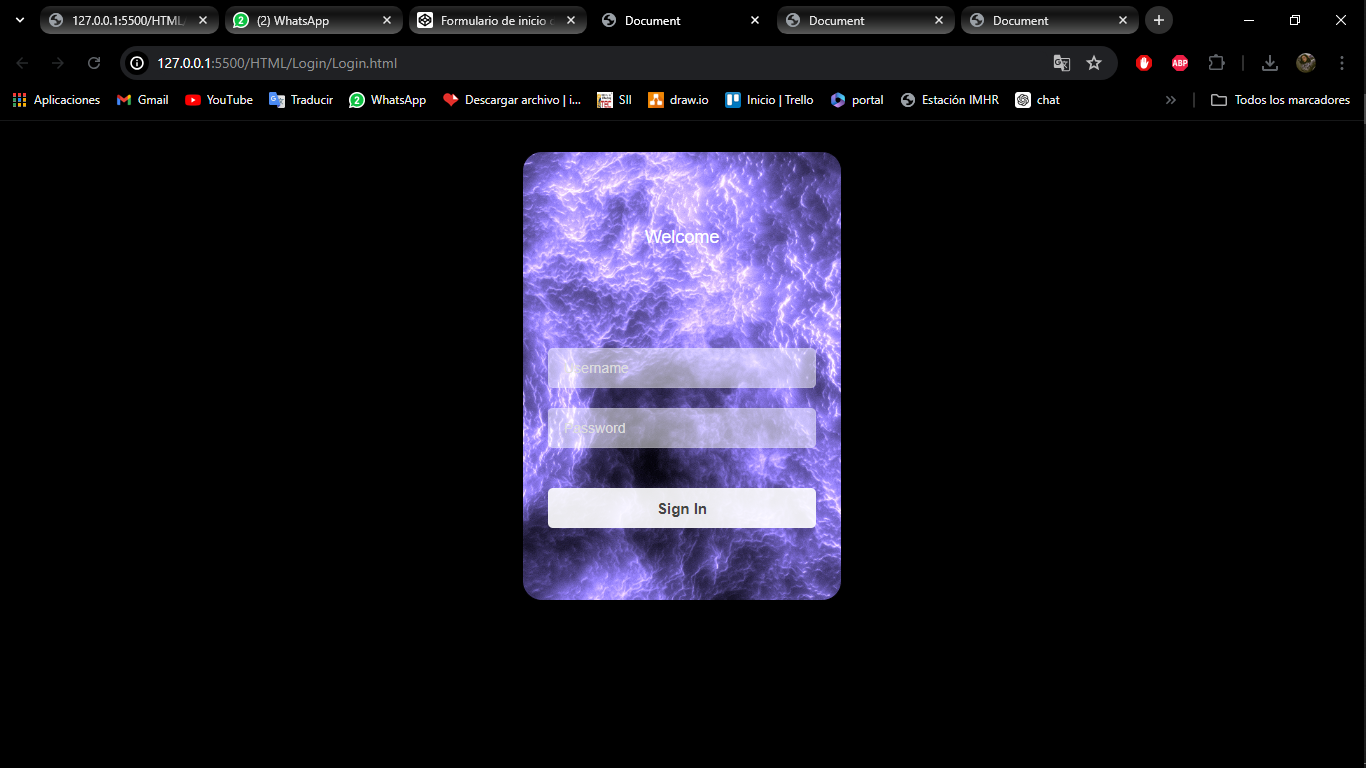 127.0.0.1:5500/HTML/
(2) WhatsApp
Formulario de inicio d
Document
Document
Document
127.0.0.1:5500/HTML/Login/Login.html
Aplicaciones
Gmail
YouTube
Traducir
2 WhatsApp
Descargar archivo | i...
SII
draw.io
Inicio | Trello
portal
Estación IMHR
chat
Todos los marcadores
ABP
Welcome
Username
Password
Sign In